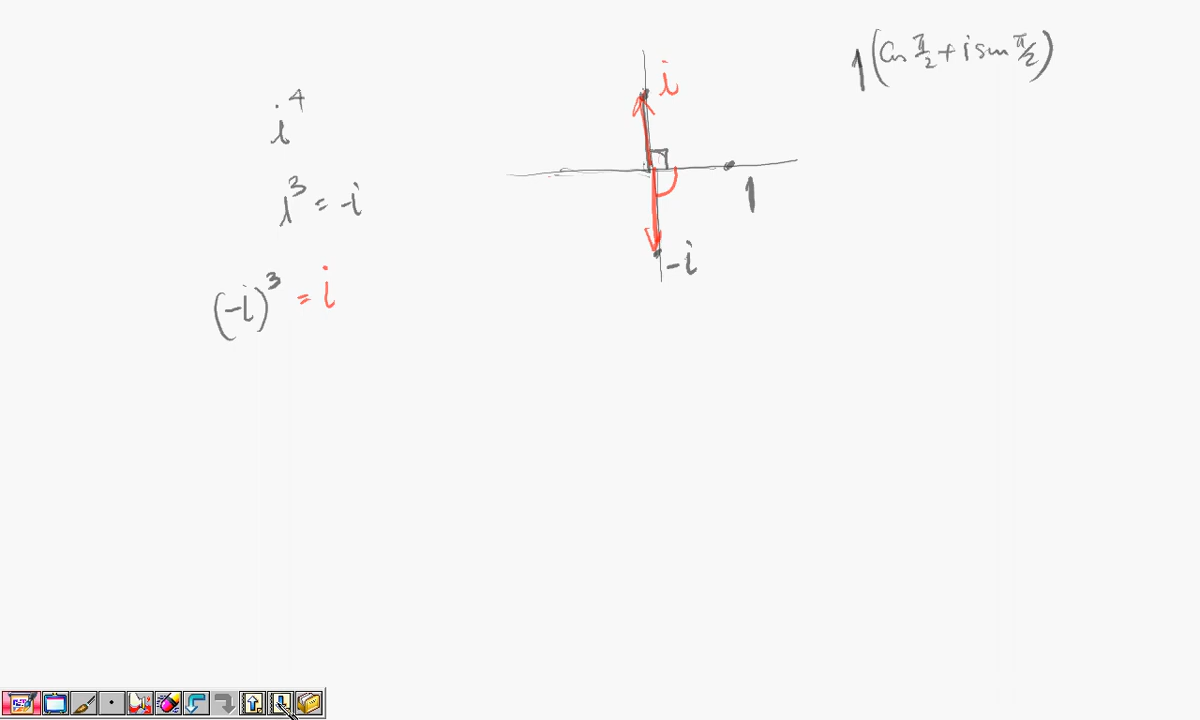 1(Cos π/2 + i sin π/2)
i
i⁴
1
i³ = -i
-i
(-i)³ = i